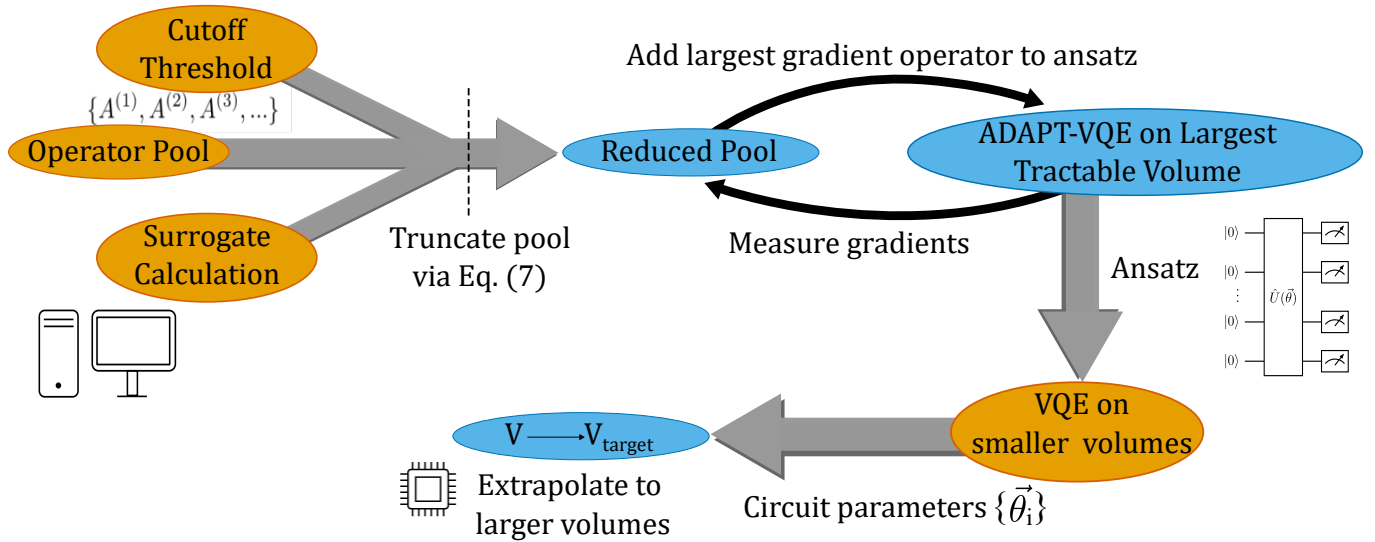 Cutoff
Threshold
{A^{(1)}, A^{(2)}, A^{(3)}, ...}
Operator Pool
Surrogate
Calculation
Truncate pool
via Eq. (7)
Reduced Pool
Add largest gradient operator to ansatz
Measure gradients
ADAPT-VQE on Largest
Tractable Volume
Ansatz
|0⟩
|0⟩
⋮
|0⟩
|0⟩
Û(θ⃗)
VQE on
smaller volumes
Circuit parameters {θ⃗_i}
V → V_target
Extrapolate to
larger volumes